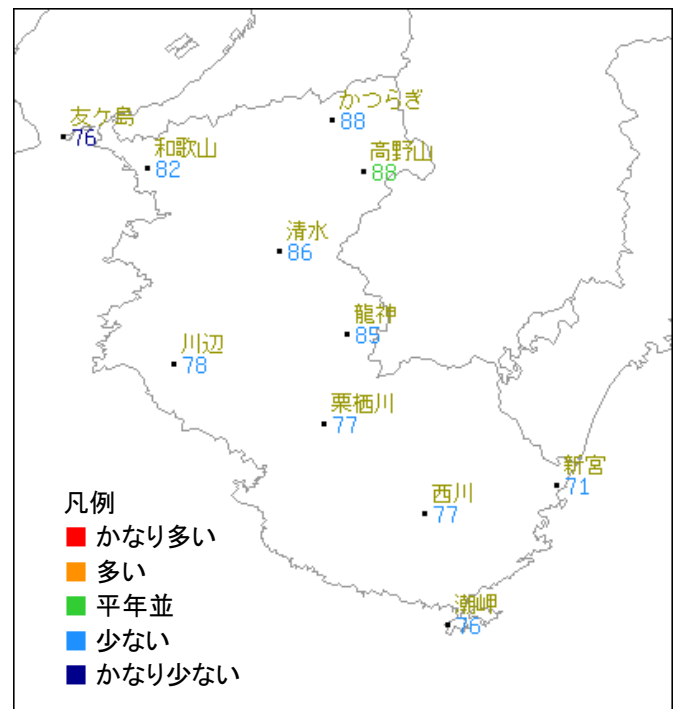 かつらぎ
88
友ケ島
76
和歌山
82
高野山
88
清水
86
龍神
85
川辺
78
栗栖川
77
新宮
71
西川
77
潮岬
76
凡例
かなり多い
多い
平年並
少ない
かなり少ない